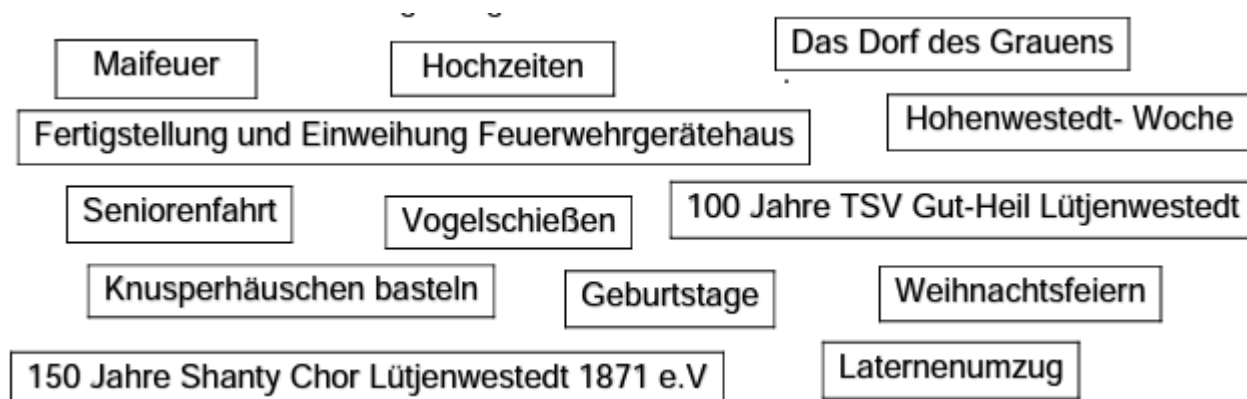 Maifeuer
Hochzeiten
Das Dorf des Grauens
Fertigstellung und Einweihung Feuerwehrgerätehaus
Hohenwestedt- Woche
Seniorenfahrt
Vogelschießen
100 Jahre TSV Gut-Heil Lütjenwestedt
Knusperhäuschen basteln
Geburtstage
Weihnachtsfeiern
150 Jahre Shanty Chor Lütjenwestedt 1871 e.V
Laternenumzug